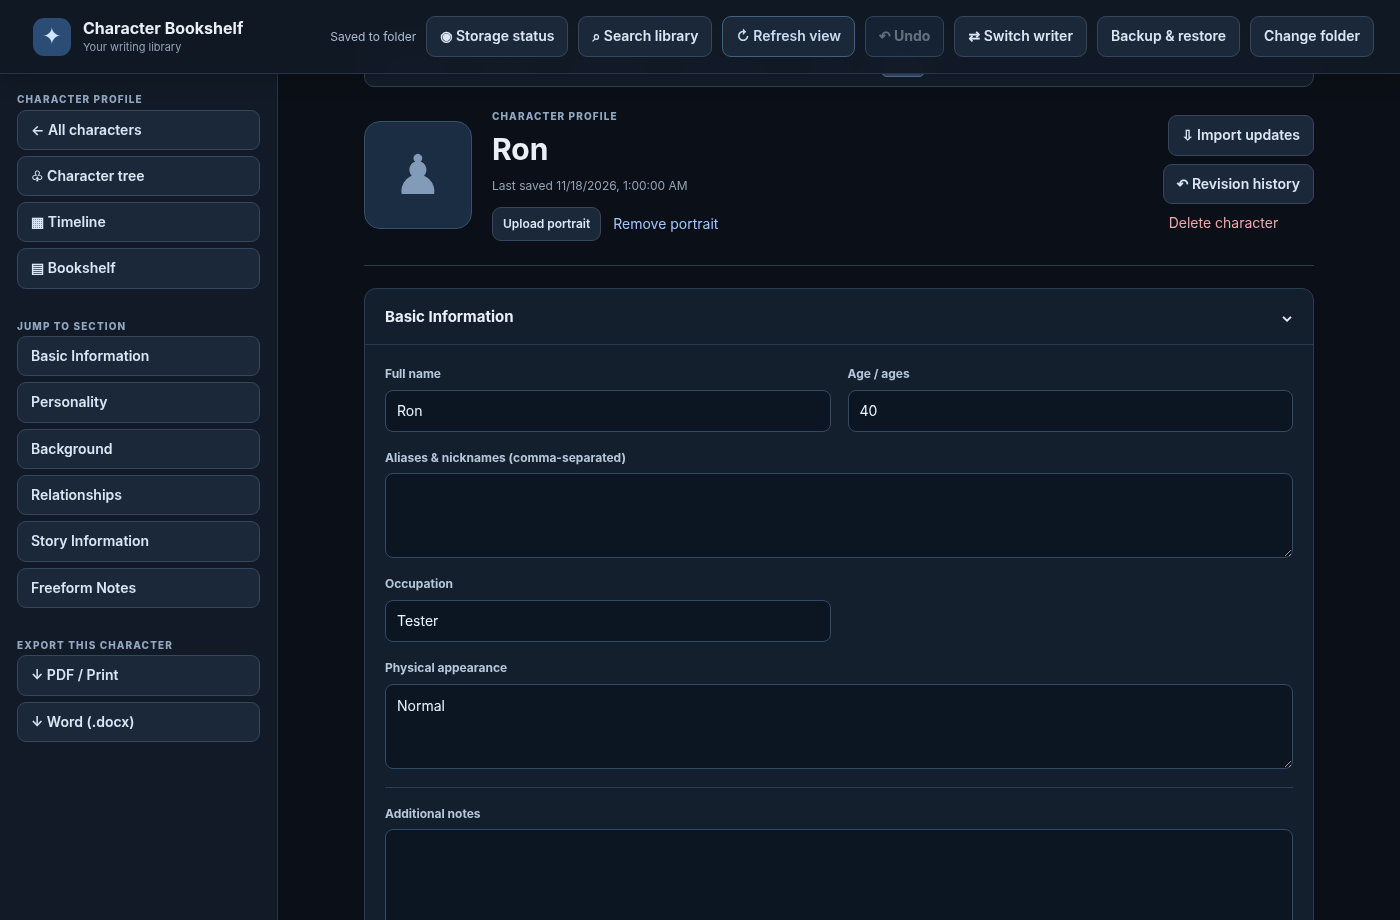 Character Bookshelf
Your writing library
Saved to folder
Storage status
Search library
Refresh view
Undo
Switch writer
Backup & restore
Change folder
CHARACTER PROFILE
← All characters
Character tree
Timeline
Bookshelf
JUMP TO SECTION
Basic Information
Personality
Background
Relationships
Story Information
Freeform Notes
EXPORT THIS CHARACTER
↓ PDF / Print
↓ Word (.docx)
CHARACTER PROFILE
Ron
Last saved 11/18/2026, 1:00:00 AM
Upload portrait
Remove portrait
Import updates
Revision history
Delete character
Basic Information
Full name
Ron
Age / ages
40
Aliases & nicknames (comma-separated)
Occupation
Tester
Physical appearance
Normal
Additional notes